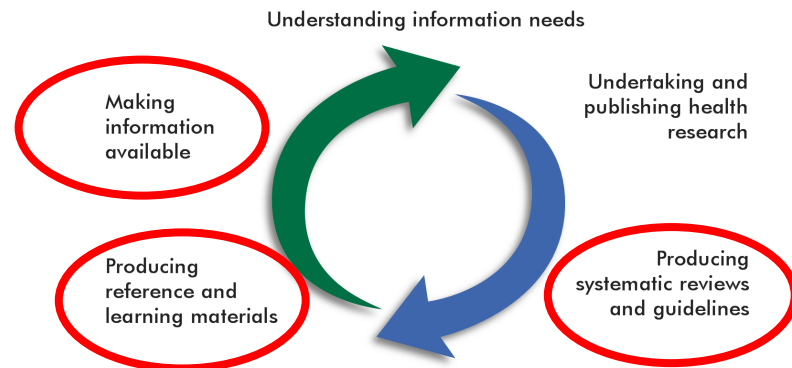 Understanding information needs
Undertaking and
publishing health
research
Producing
systematic reviews
and guidelines
Producing
reference and
learning materials
Making
information
available